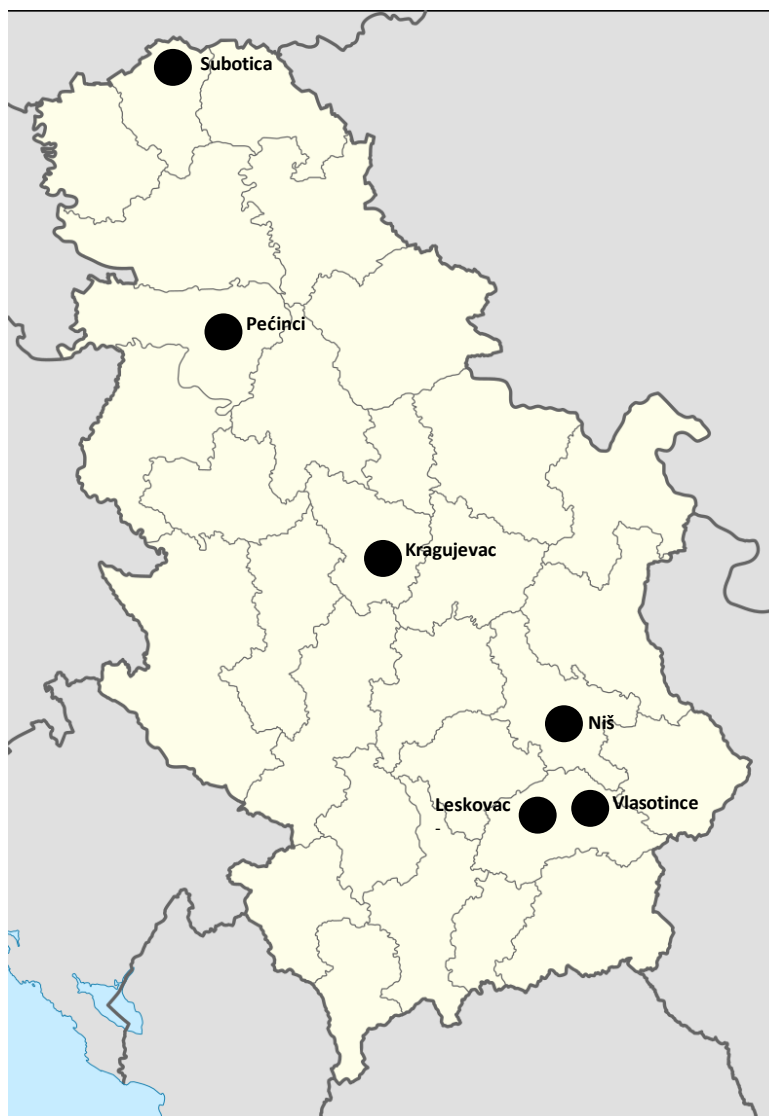 Subotica
Pećinci
Kragujevac
Niš
Leskovac
-
Vlasotince